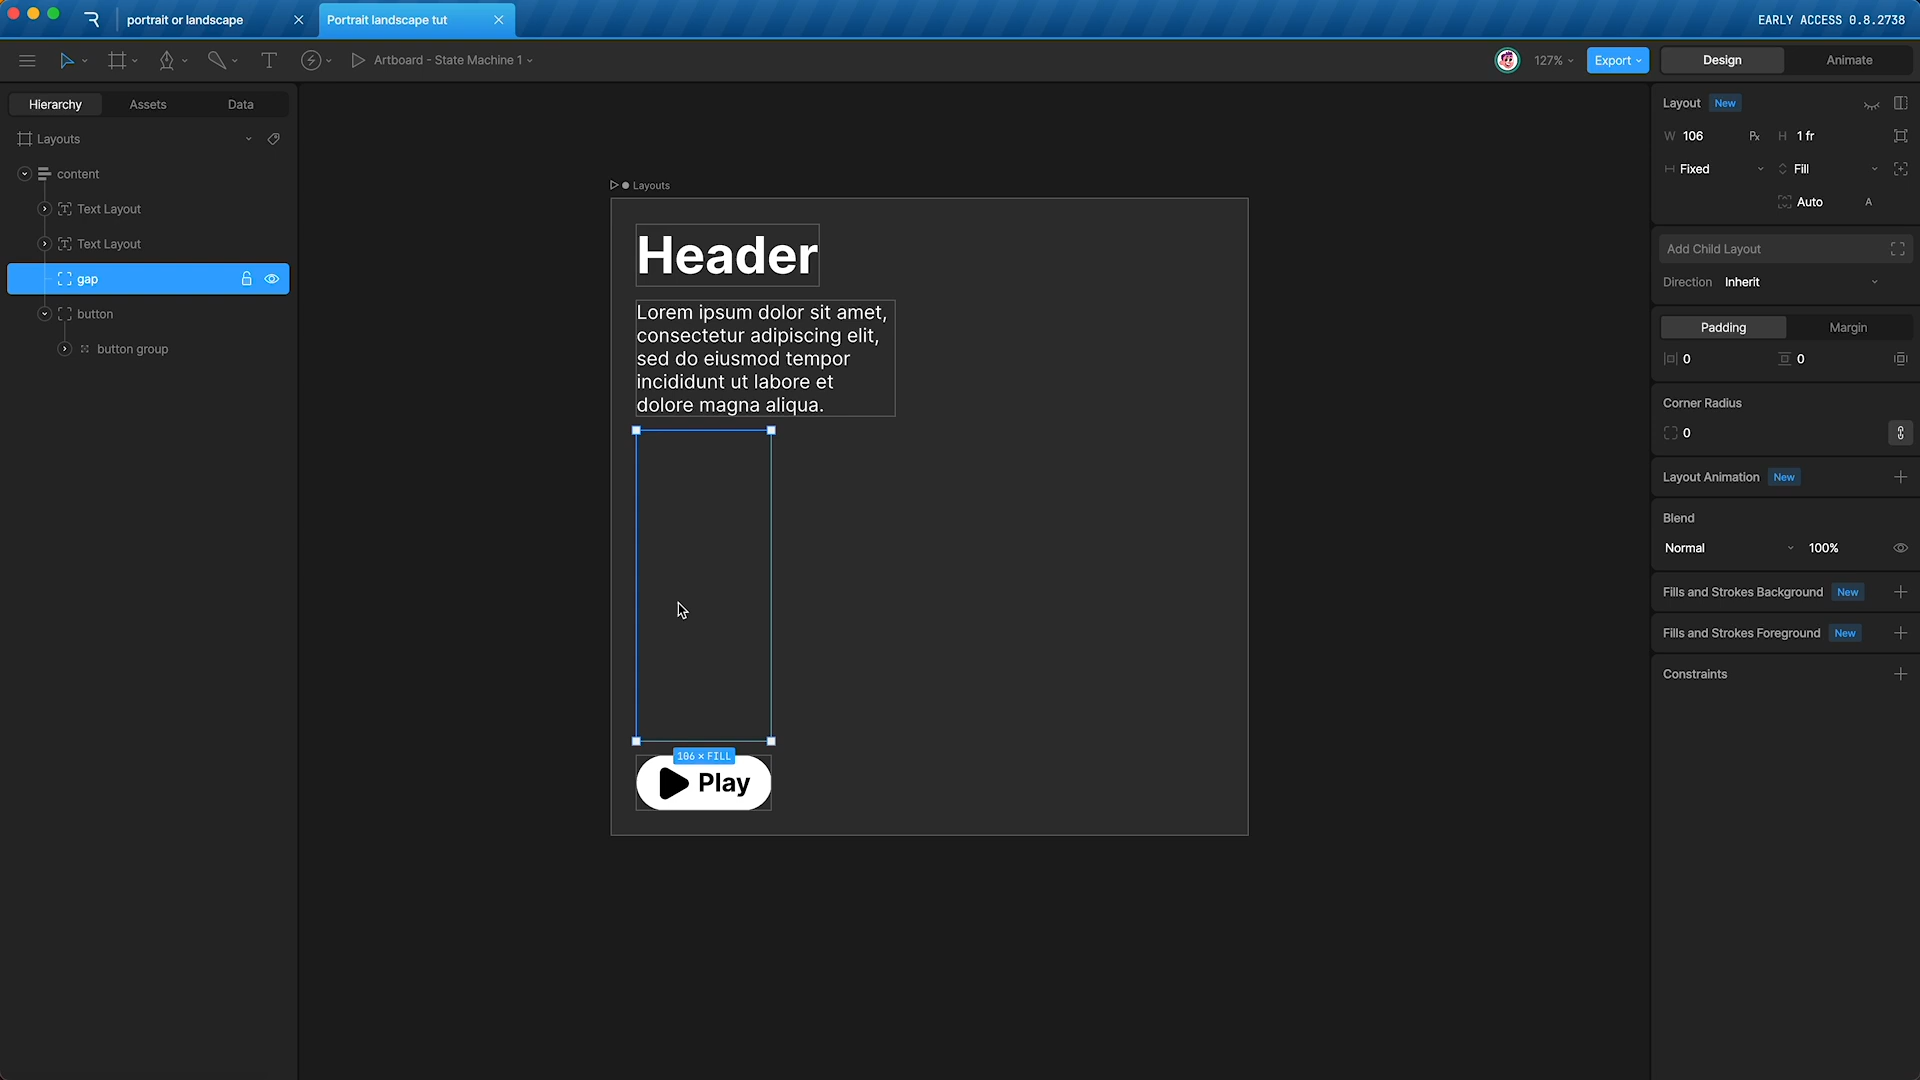 portrait or landscape
Portrait landscape tut
EARLY ACCESS 0.8.2738
Artboard - State Machine 1
127%
Export
Design
Animate
Hierarchy
Assets
Data
Layouts
content
Text Layout
Text Layout
gap
button
button group
Layouts
Header
Lorem ipsum dolor sit amet,
consectetur adipiscing elit,
sed do eiusmod tempor
incididunt ut labore et
dolore magna aliqua.
106 × FILL
Play
Layout New
W 106 Px H 1 fr
Fixed Fill
Auto A
Add Child Layout
Direction Inherit
Padding Margin
0 0
Corner Radius
0
Layout Animation New
Blend
Normal 100%
Fills and Strokes Background New
Fills and Strokes Foreground New
Constraints